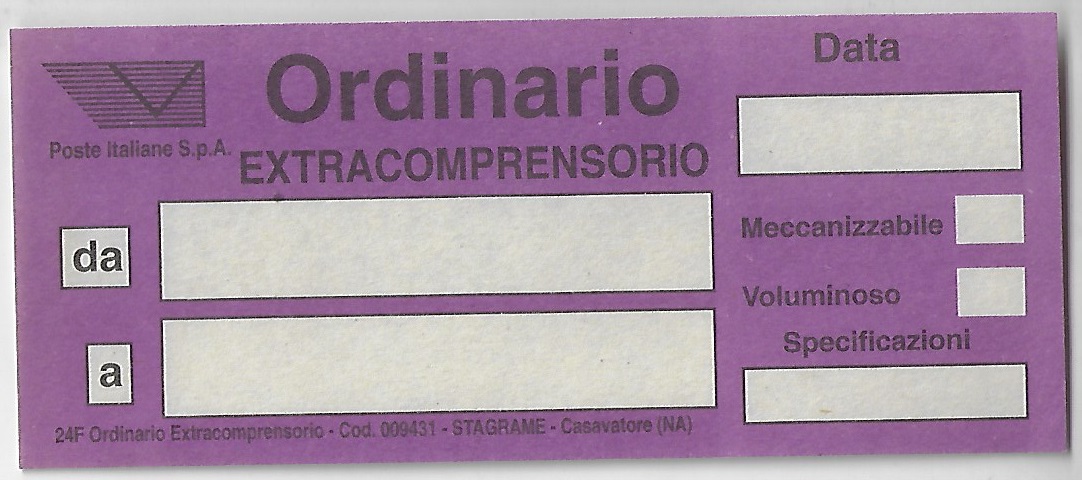 Ordinario
EXTRACOMPRENSORIO
Poste Italiane S.p.A.
Data
da
a
Meccanizzabile
Voluminoso
Specificazioni
24F Ordinario Extracomprensorio - Cod. 009431 - STAGRAME - Casavatore (NA)